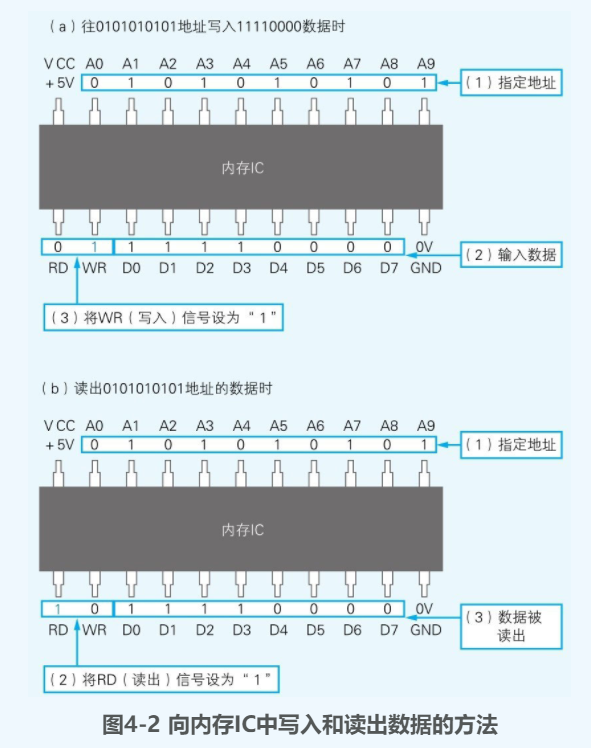 （a）往0101010101地址写入11110000数据时
VCC A0 A1 A2 A3 A4 A5 A6 A7 A8 A9
+5V 0 1 0 1 0 1 0 1 0 1
（1）指定地址
内存IC
0 1 1 1 1 1 0 0 0 0 0V
（2）输入数据
RD WR D0 D1 D2 D3 D4 D5 D6 D7 GND
（3）将WR（写入）信号设为“1”
（b）读出0101010101地址的数据时
VCC A0 A1 A2 A3 A4 A5 A6 A7 A8 A9
+5V 0 1 0 1 0 1 0 1 0 1
（1）指定地址
内存IC
1 0 1 1 1 1 0 0 0 0 0V
（3）数据被
读出
RD WR D0 D1 D2 D3 D4 D5 D6 D7 GND
（2）将RD（读出）信号设为“1”
图4-2 向内存IC中写入和读出数据的方法